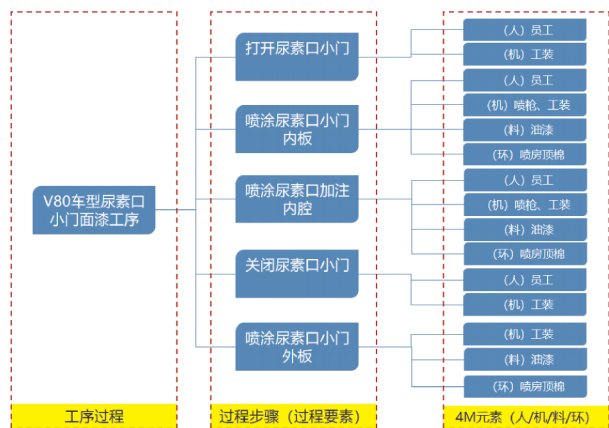 V80车型尿素口
小门面漆工序
工序过程
打开尿素口小门
喷涂尿素口小门
内板
喷涂尿素口加注
内腔
关闭尿素口小门
喷涂尿素口小门
外板
过程步骤（过程要素）
（人）员工
（机）工装
（人）员工
（机）喷枪、工装
（料）油漆
（环）喷房顶棉
（人）员工
（机）喷枪、工装
（料）油漆
（环）喷房顶棉
（人）员工
（机）工装
（机）工装
（料）油漆
（环）喷房顶棉
4M元素（人/机/料/环）